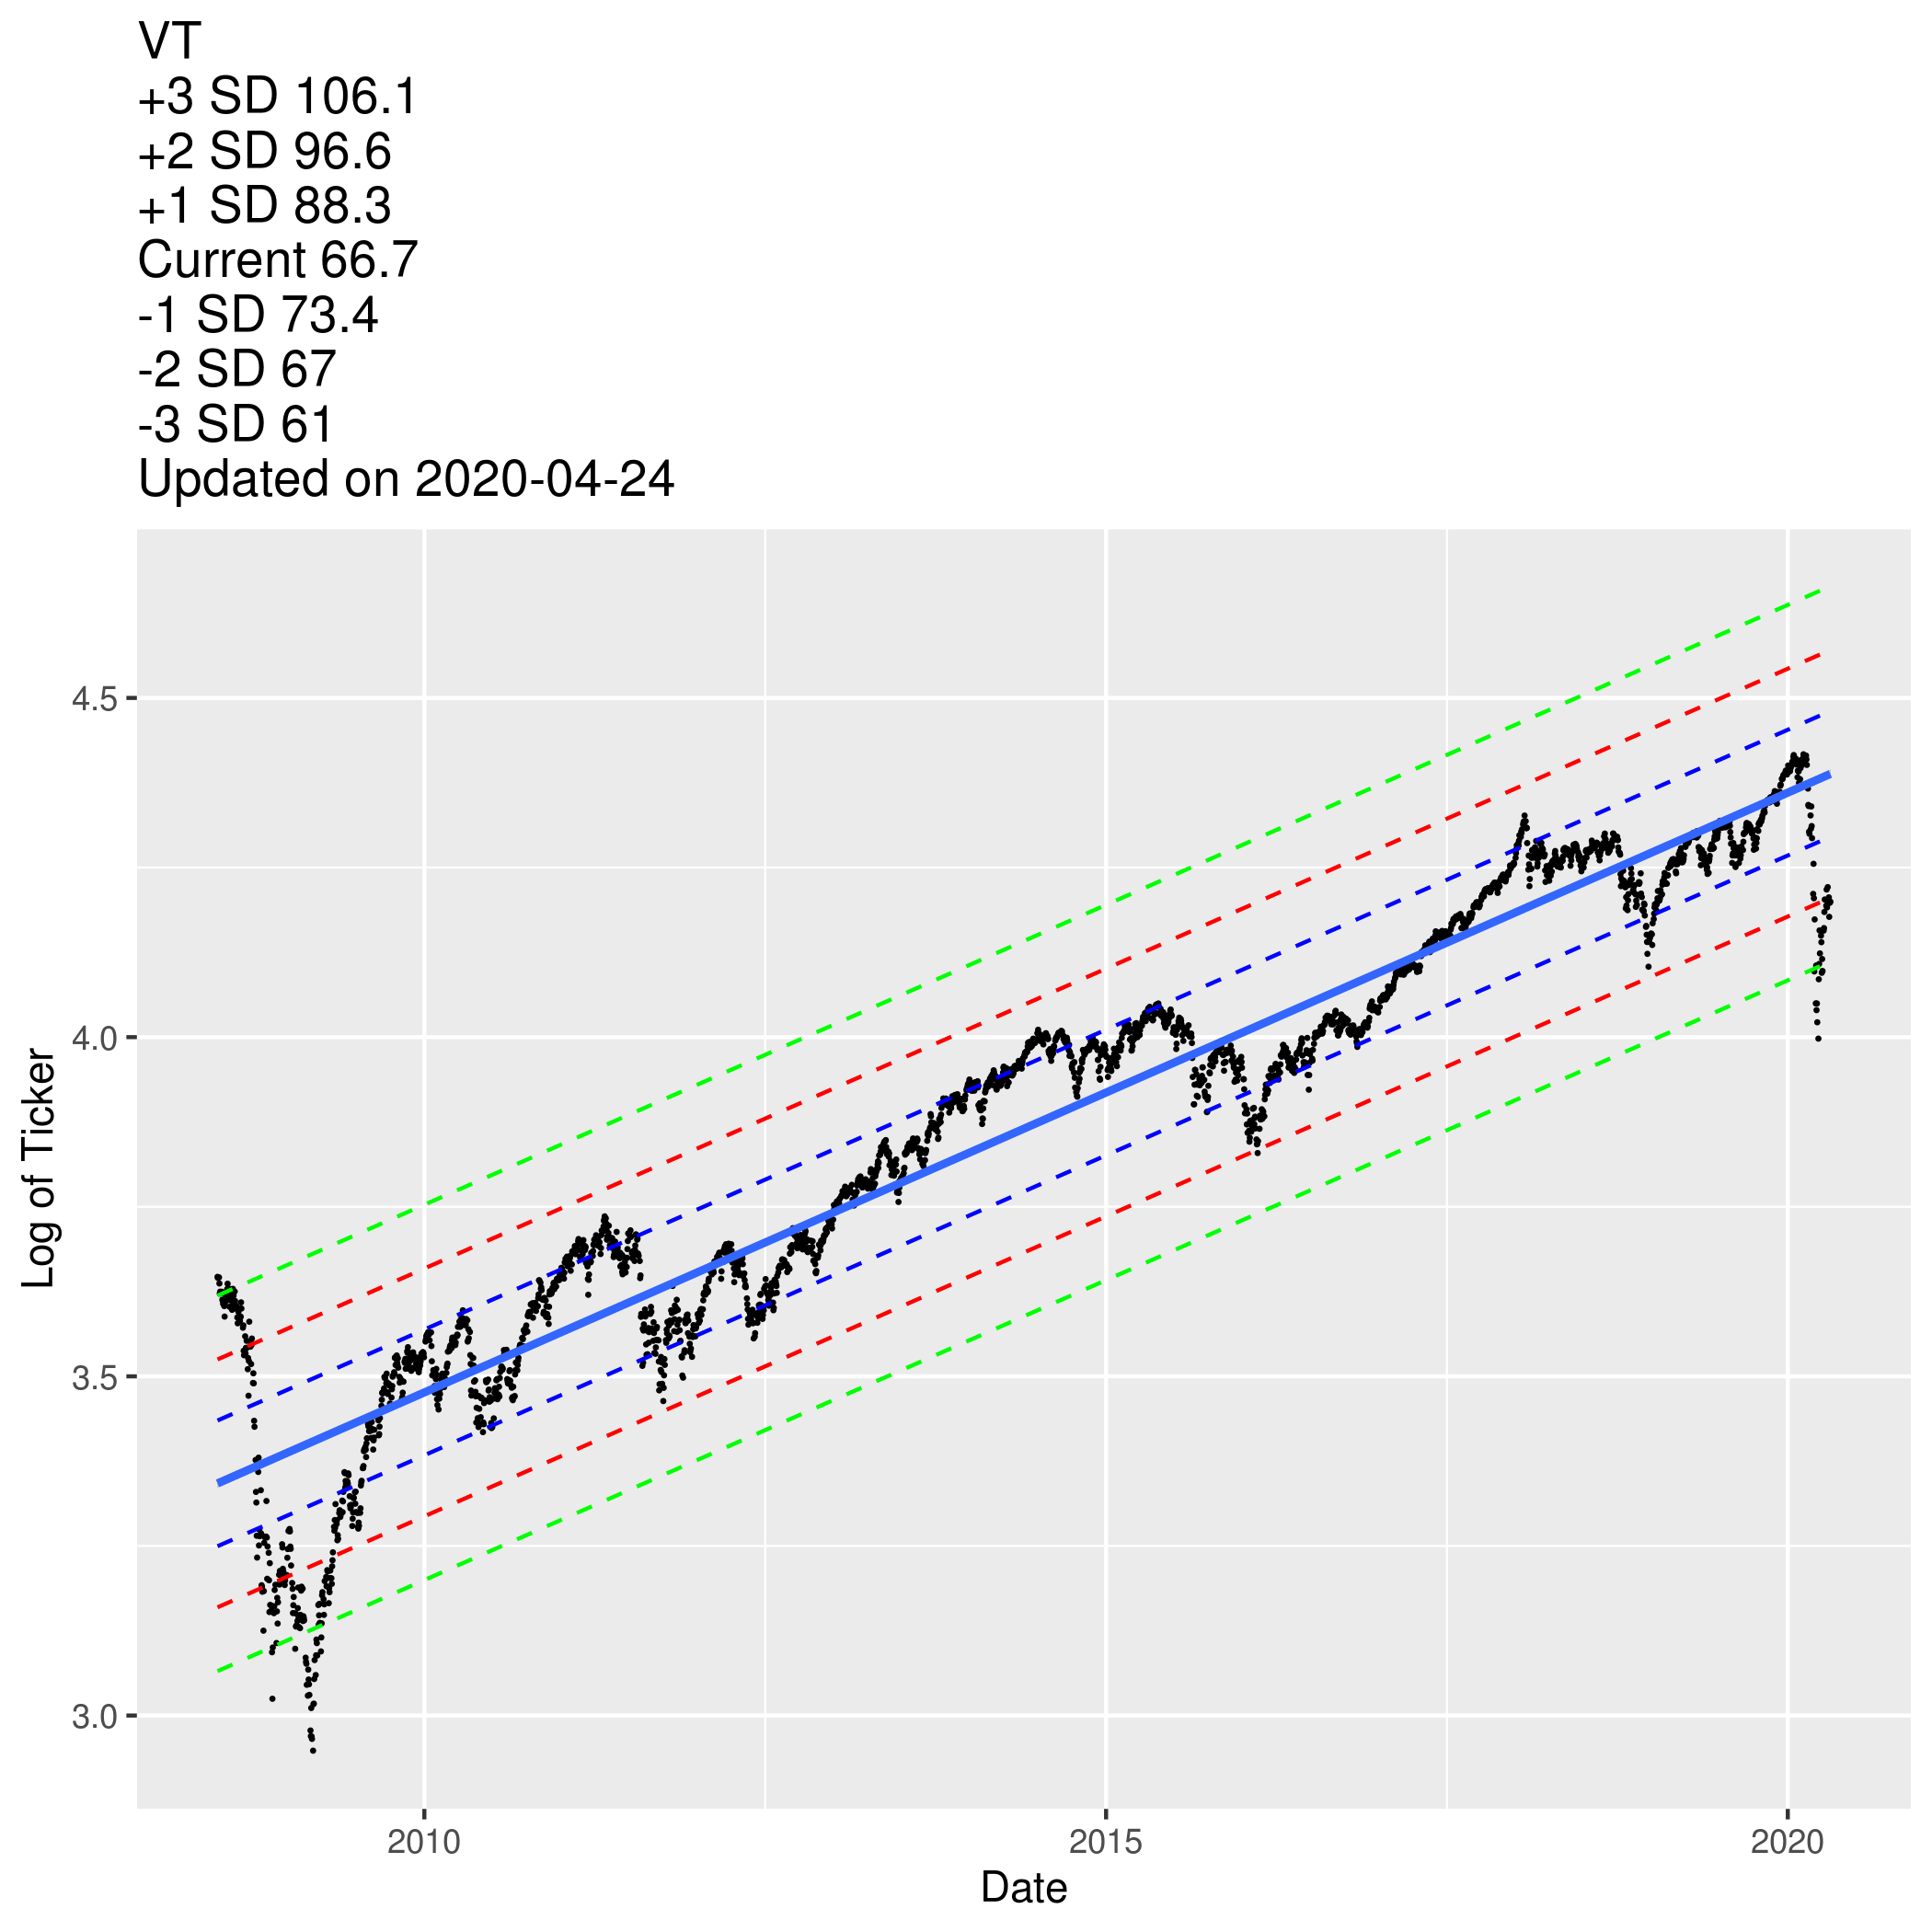 VT
+3 SD 106.1
+2 SD 96.6
+1 SD 88.3
Current 66.7
-1 SD 73.4
-2 SD 67
-3 SD 61
Updated on 2020-04-24
4.5
4.0
3.5
3.0
Log of Ticker
2010 2015 2020
Date